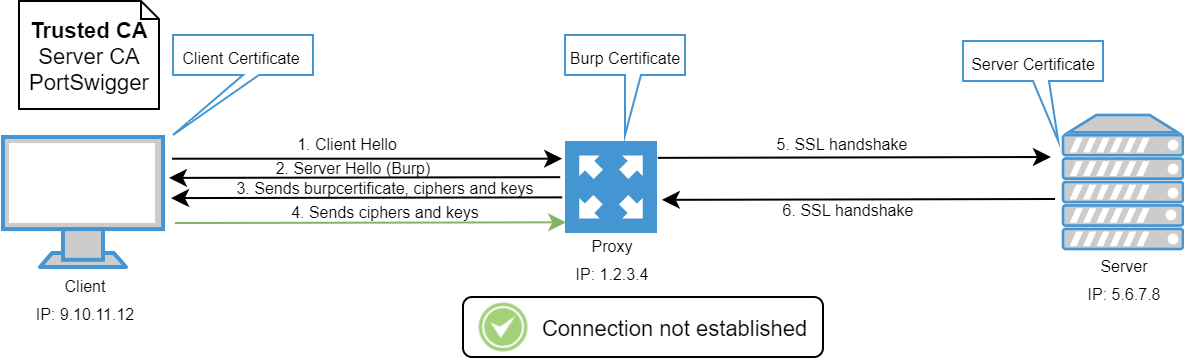 Trusted CA
Server CA
PortSwigger
Client Certificate
Burp Certificate
Server Certificate
1. Client Hello
2. Server Hello (Burp)
3. Sends burpcertificate, ciphers and keys
4. Sends ciphers and keys
5. SSL handshake
6. SSL handshake
Client
IP: 9.10.11.12
Proxy
IP: 1.2.3.4
Server
IP: 5.6.7.8
Connection not established